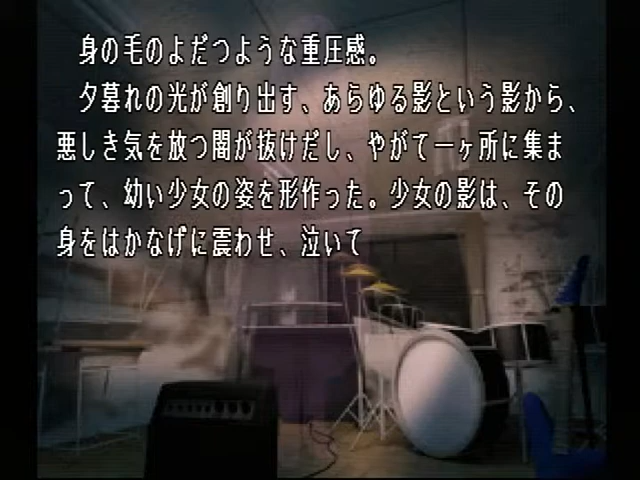 身の毛のよだつような重圧感。
夕暮れの光が創り出す、あらゆる影という影から、
悪しき気を放つ闇が抜けだし、やがて一ヶ所に集ま
って、幼い少女の姿を形作った。少女の影は、その
身をはかなげに震わせ、泣いて